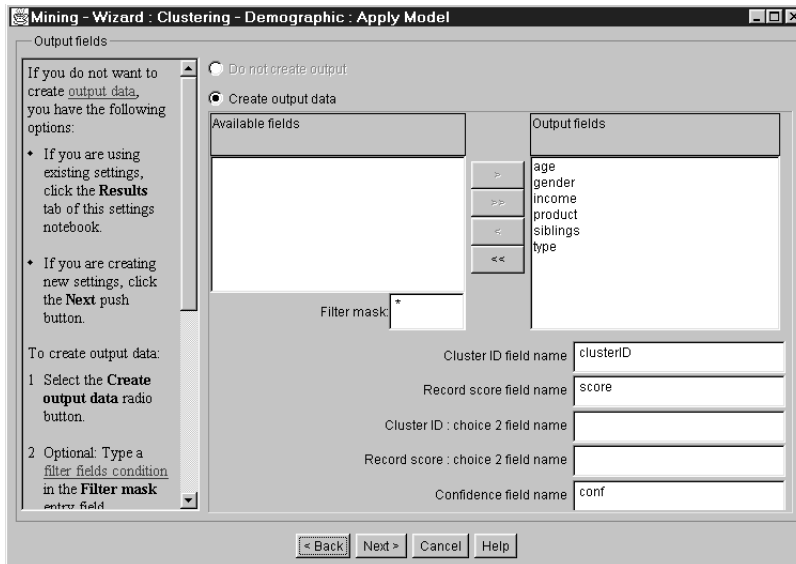 Mining - Wizard : Clustering - Demographic : Apply Model
Output fields
If you do not want to
create output data,
you have the following
options:
• If you are using
existing settings,
click the Results
tab of this settings
notebook.
• If you are creating
new settings, click
the Next push
button.
To create output data:
1 Select the Create
output data radio
button.
2 Optional: Type a
filter fields condition
in the Filter mask
entry field
Do not create output
Create output data
Available fields
Filter mask:
*
>
>>
<
<<
Output fields
age
gender
income
product
siblings
type
Cluster ID field name clusterID
Record score field name score
Cluster ID : choice 2 field name
Record score : choice 2 field name
Confidence field name conf
< Back Next > Cancel Help